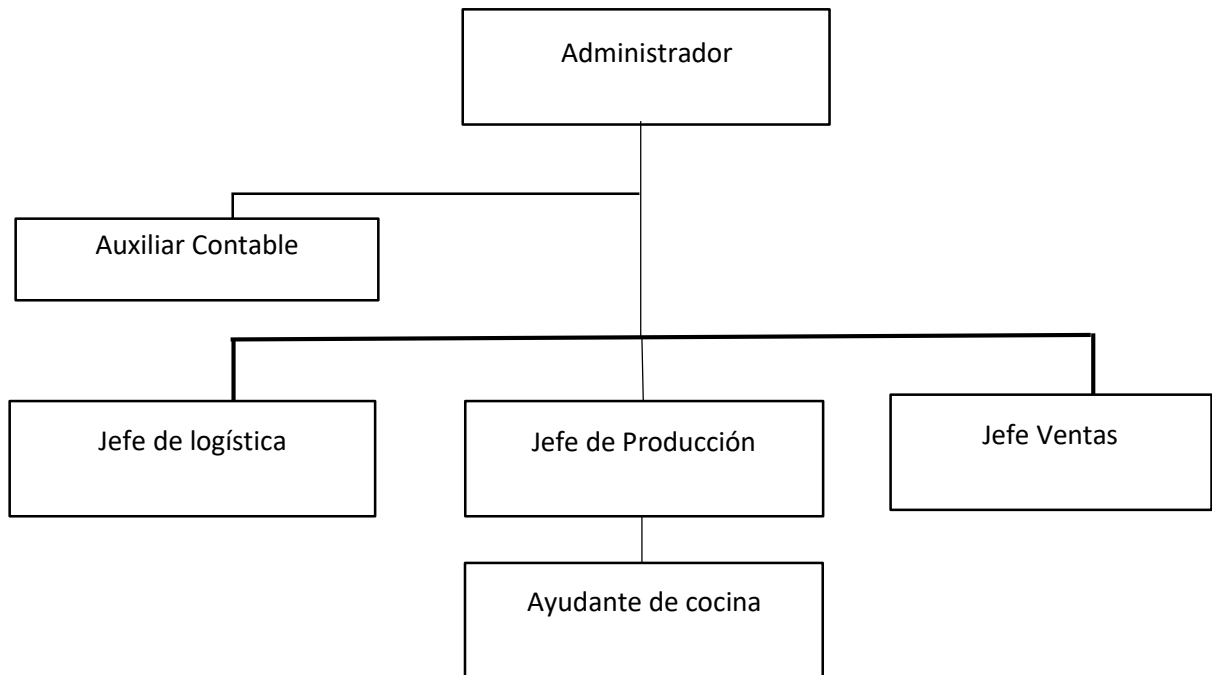 Administrador
Auxiliar Contable
Jefe de logística
Jefe de Producción
Jefe Ventas
Ayudante de cocina